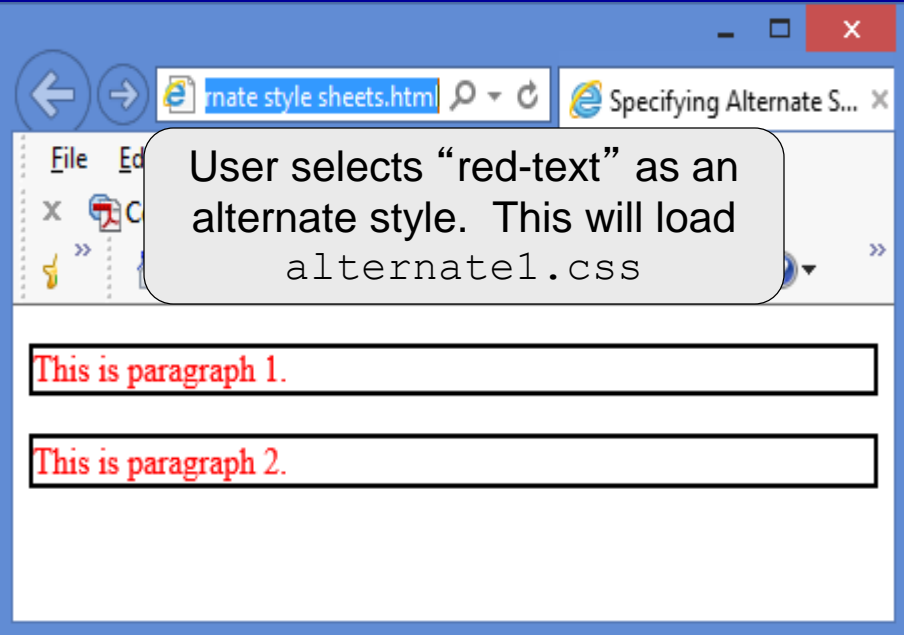 rnate style sheets.html
Specifying Alternate S...
File Ed
User selects “red-text” as an
alternate style. This will load
alternate1.css
This is paragraph 1.
This is paragraph 2.